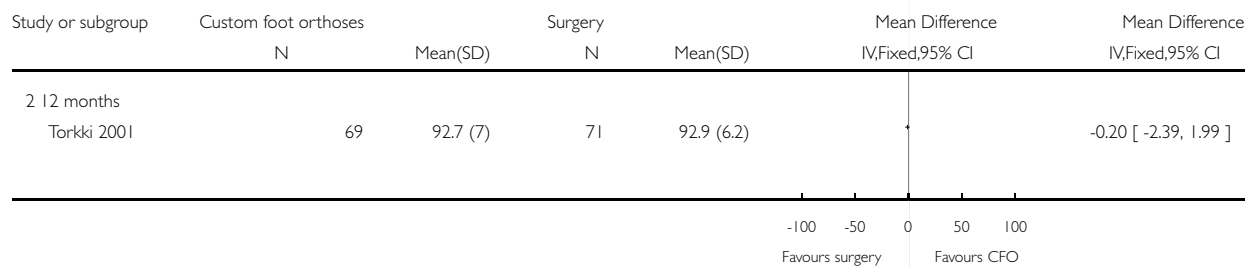 Study or subgroup Custom foot orthoses Surgery Mean Difference Mean Difference
N Mean(SD) N Mean(SD) IV,Fixed,95% CI IV,Fixed,95% CI
2 12 months
Torkki 2001 69 92.7 (7) 71 92.9 (6.2) -0.20 [ -2.39, 1.99 ]
-100 -50 0 50 100
Favours surgery Favours CFO